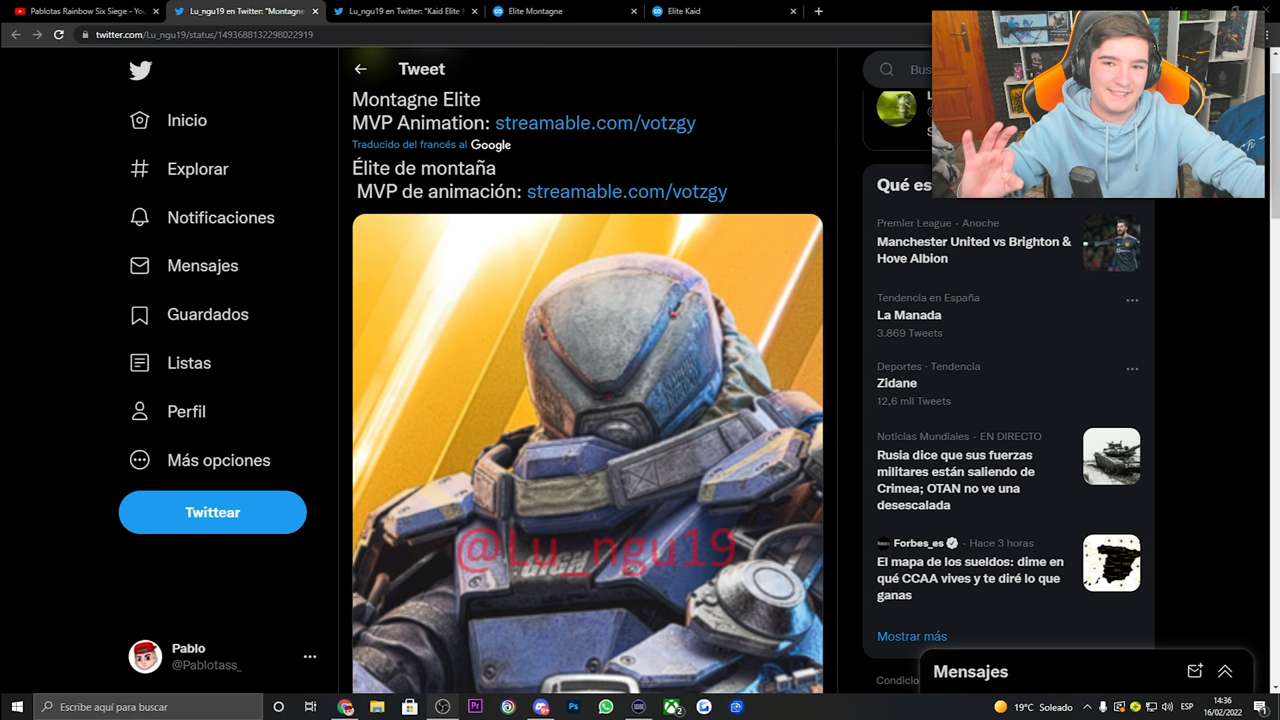 Pablotas Rainbow Six Siege - You
Lu_ngu19 en Twitter: "Montagne
Lu_ngu19 en Twitter: "Kaid Elite M
Elite Montagne
Elite Kaid
twitter.com/Lu_ngu19/status/1493688132298022919
Tweet
Inicio
Explorar
Notificaciones
Mensajes
Guardados
Listas
Perfil
Más opciones
Twittear
Pablo
@Pablotass_
Montagne Elite
MVP Animation: streamable.com/votzgy
Traducido del francés al Google
Élite de montaña
MVP de animación: streamable.com/votzgy
@Lu_ngu19
Bus
Qué es
Premier League - Anoche
Manchester United vs Brighton &
Hove Albion
Tendencia en España
La Manada
3.869 Tweets
Deportes · Tendencia
Zidane
12,6 mil Tweets
Noticias Mundiales - EN DIRECTO
Rusia dice que sus fuerzas
militares están saliendo de
Crimea; OTAN no ve una
desescalada
Forbes_es - Hace 3 horas
El mapa de los sueldos: dime en
qué CCAA vives y te diré lo que
ganas
Mostrar más
Condicio
Mensajes
Escribe aquí para buscar
19°C Soleado
ESP
14:36
16/02/2022